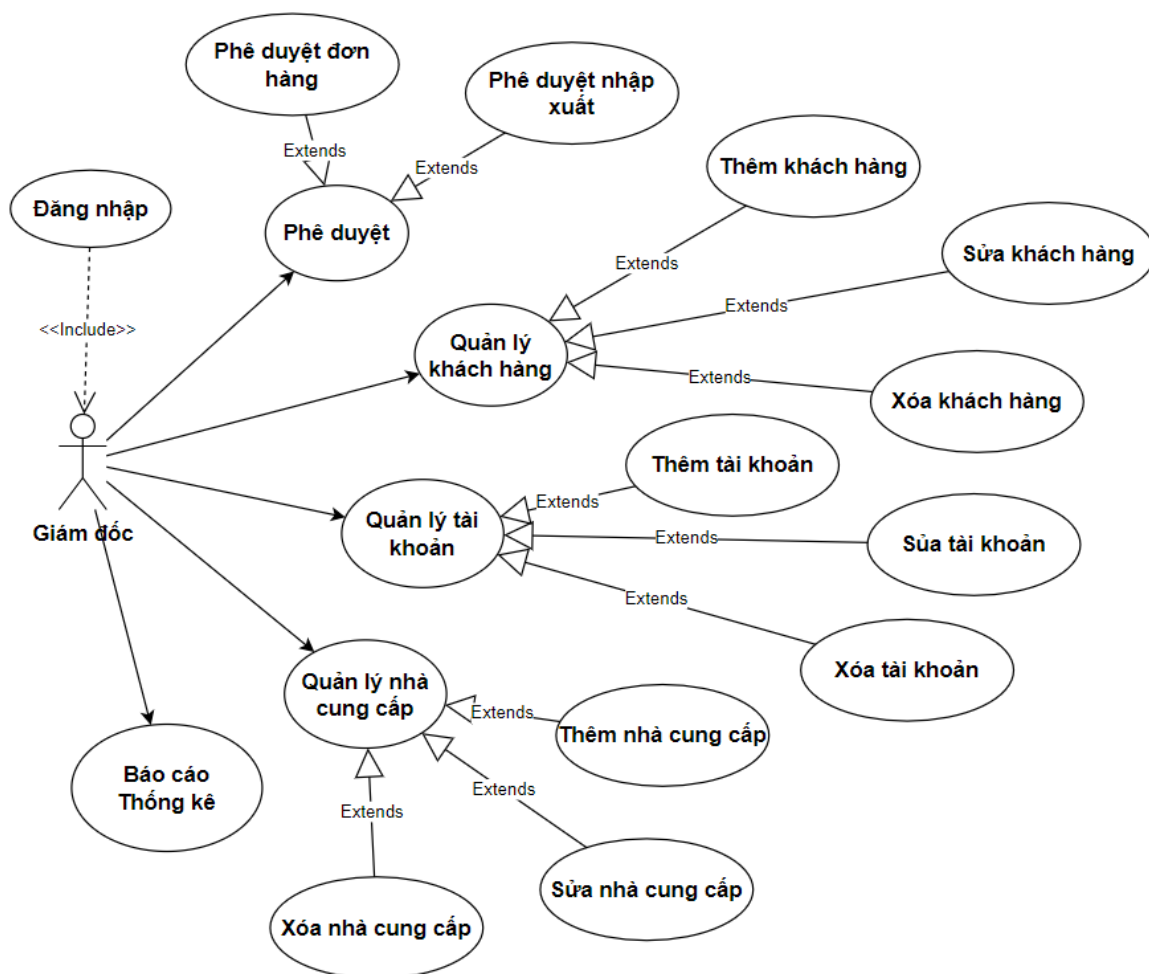 Phê duyệt đơn
hàng
Phê duyệt nhập
xuất
Extends
Extends
Thêm khách hàng
Đăng nhập
Phê duyệt
Sửa khách hàng
Extends
Extends
<<Include>>
Quản lý
khách hàng
Extends
Xóa khách hàng
Thêm tài khoản
Extends
Quản lý tài
khoản
Extends
Sủa tài khoản
Giám đốc
Extends
Xóa tài khoản
Quản lý nhà
cung cấp
Extends
Thêm nhà cung cấp
Báo cáo
Thống kê
Extends
Extends
Sửa nhà cung cấp
Xóa nhà cung cấp